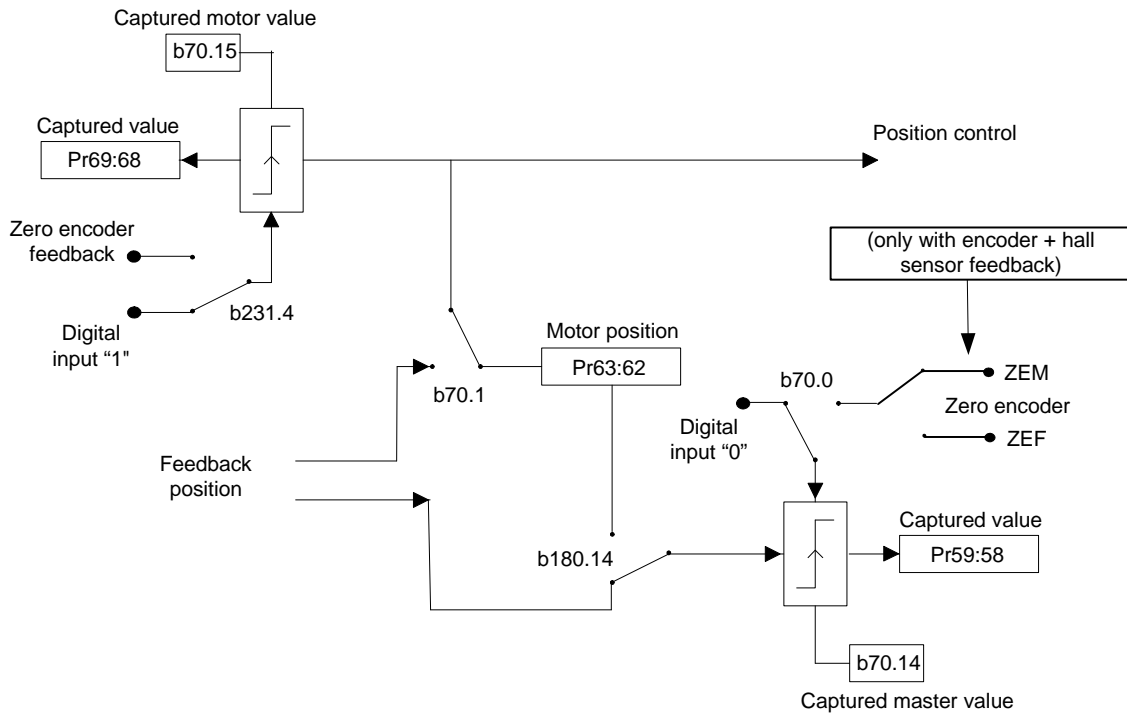 Captured motor value
b70.15
Captured value
Pr69:68
Position control
Zero encoder
feedback
b231.4
Digital
input “1"
(only with encoder + hall
sensor feedback)
Motor position
Pr63:62
b70.1
b70.0
ZEM
Zero encoder
ZEF
Digital
input “0”
Feedback
position
b180.14
Captured value
Pr59:58
b70.14
Captured master value